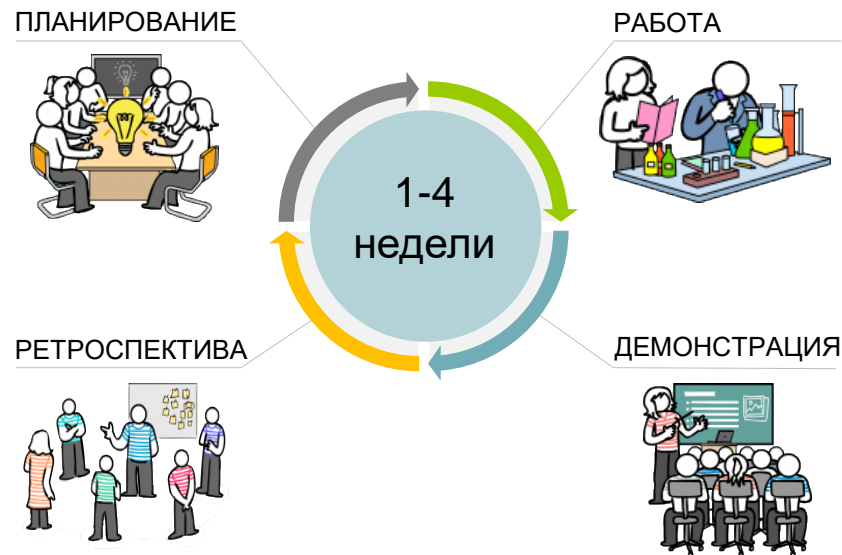 ПЛАНИРОВАНИЕ
РАБОТА
1-4
недели
РЕТРОСПЕКТИВА
ДЕМОНСТРАЦИЯ